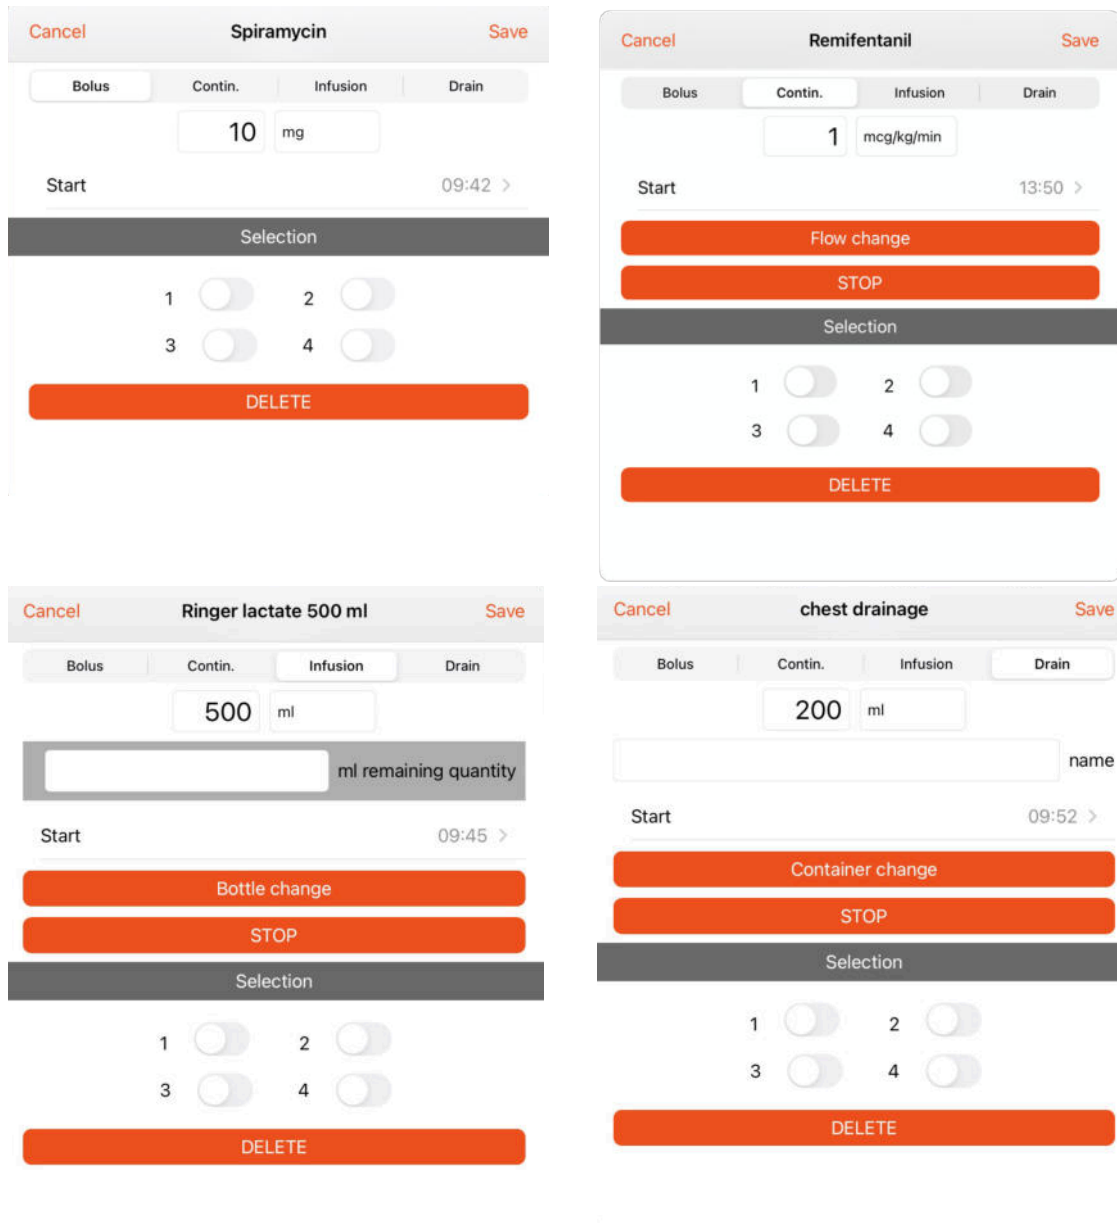 Cancel Spiramycin Save
Bolus Contin. Infusion Drain
10 mg
Start 09:42 >
Selection
1 2
3 4
DELETE
Cancel Remifentanil Save
Bolus Contin. Infusion Drain
1 mcg/kg/min
Start 13:50 >
Flow change
STOP
Selection
1 2
3 4
DELETE
Cancel Ringer lactate 500 ml Save
Bolus Contin. Infusion Drain
500 ml
ml remaining quantity
Start 09:45 >
Bottle change
STOP
Selection
1 2
3 4
DELETE
Cancel chest drainage Save
Bolus Contin. Infusion Drain
200 ml
name
Start 09:52 >
Container change
STOP
Selection
1 2
3 4
DELETE